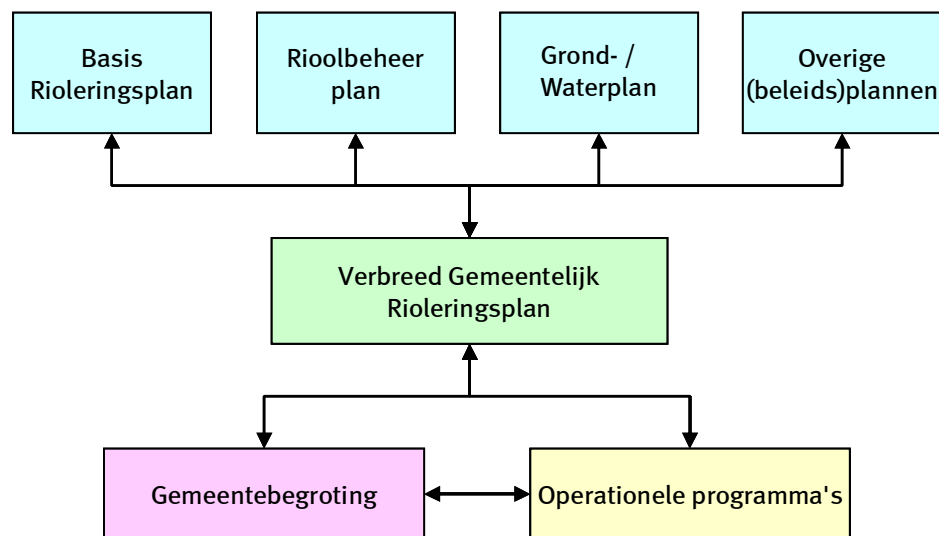 Basis
Rioleringsplan
Rioolbeheer
plan
Grond- /
Waterplan
Overige
(beleids)plannen
Verbreed Gemeentelijk
Rioleringsplan
Gemeentebegroting
Operationele programma's